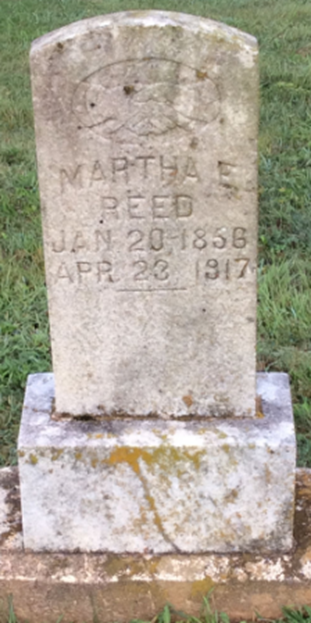 MARTHA E
REED
JAN 20 1856
APR. 23, 1917